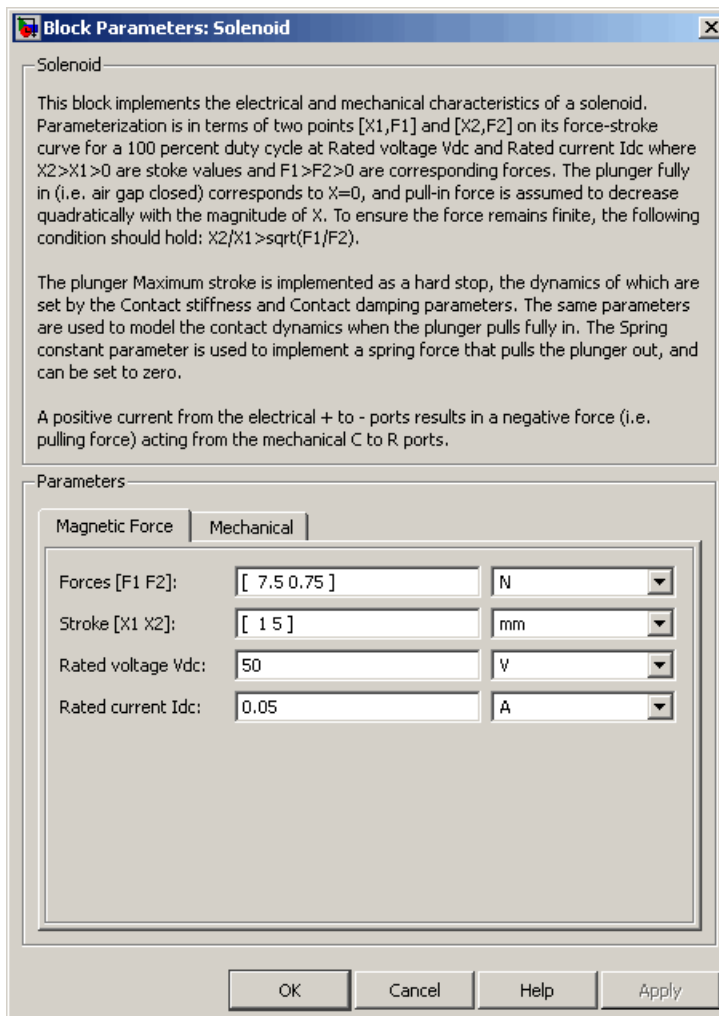 Block Parameters: Solenoid
Solenoid
This block implements the electrical and mechanical characteristics of a solenoid.
Parameterization is in terms of two points [X1,F1] and [X2,F2] on its force-stroke
curve for a 100 percent duty cycle at Rated voltage Vdc and Rated current Idc where
X2>X1>0 are stoke values and F1>F2>0 are corresponding forces. The plunger fully
in (i.e. air gap closed) corresponds to X=0, and pull-in force is assumed to decrease
quadratically with the magnitude of X. To ensure the force remains finite, the following
condition should hold: X2/X1>sqrt(F1/F2).
The plunger Maximum stroke is implemented as a hard stop, the dynamics of which are
set by the Contact stiffness and Contact damping parameters. The same parameters
are used to model the contact dynamics when the plunger pulls fully in. The Spring
constant parameter is used to implement a spring force that pulls the plunger out, and
can be set to zero.
A positive current from the electrical + to - ports results in a negative force (i.e.
pulling force) acting from the mechanical C to R ports.
Parameters
Magnetic Force Mechanical
Forces [F1 F2]: [ 7.5 0.75 ] N
Stroke [X1 X2]: [ 1 5 ] mm
Rated voltage Vdc: 50 V
Rated current Idc: 0.05 A
OK Cancel Help Apply